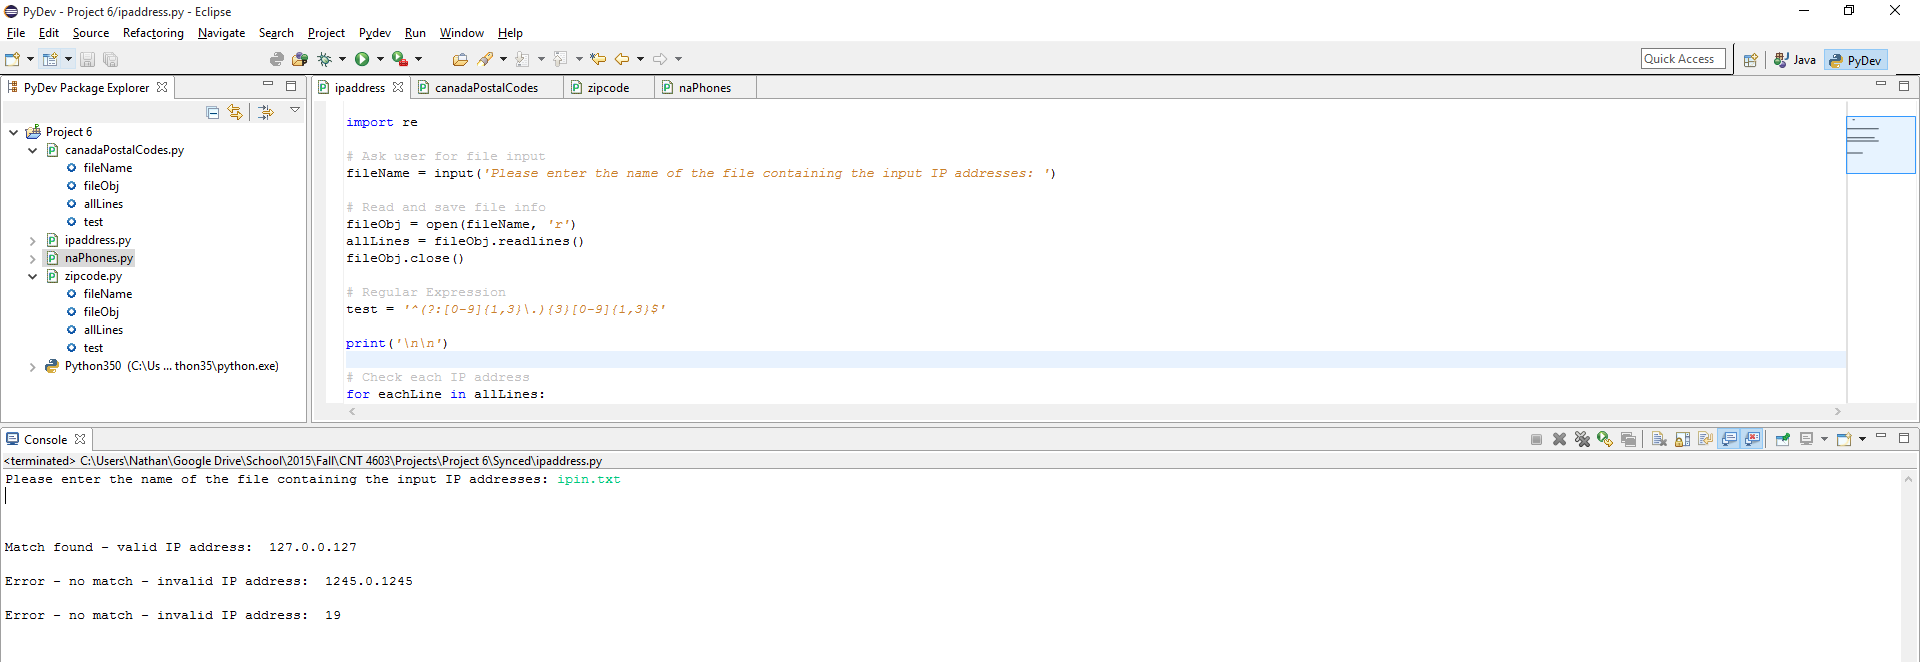 PyDev - Project 6/ipaddress.py - Eclipse
File Edit Source Refactoring Navigate Search Project Pydev Run Window Help
Quick Access Java PyDev
PyDev Package Explorer
Project 6
canadaPostalCodes.py
fileName
fileObj
allLines
test
ipaddress.py
naPhones.py
zipcode.py
fileName
fileObj
allLines
test
Python350 (C:\Us ... thon35\python.exe)
ipaddress canadaPostalCodes zipcode naPhones
import re
# Ask user for file input
fileName = input('Please enter the name of the file containing the input IP addresses: ')
# Read and save file info
fileObj = open(fileName, 'r')
allLines = fileObj.readlines()
fileObj.close()
# Regular Expression
test = '^(?:[0-9]{1,3}\.){3}[0-9]{1,3}$'
print('\n\n')
# Check each IP address
for eachLine in allLines:
Console
<terminated> C:\Users\Nathan\Google Drive\School\2015\Fall\CNT 4603\Projects\Project 6\Synced\ipaddress.py
Please enter the name of the file containing the input IP addresses: ipin.txt
Match found - valid IP address:  127.0.0.127
Error - no match - invalid IP address:  1245.0.1245
Error - no match - invalid IP address:  19